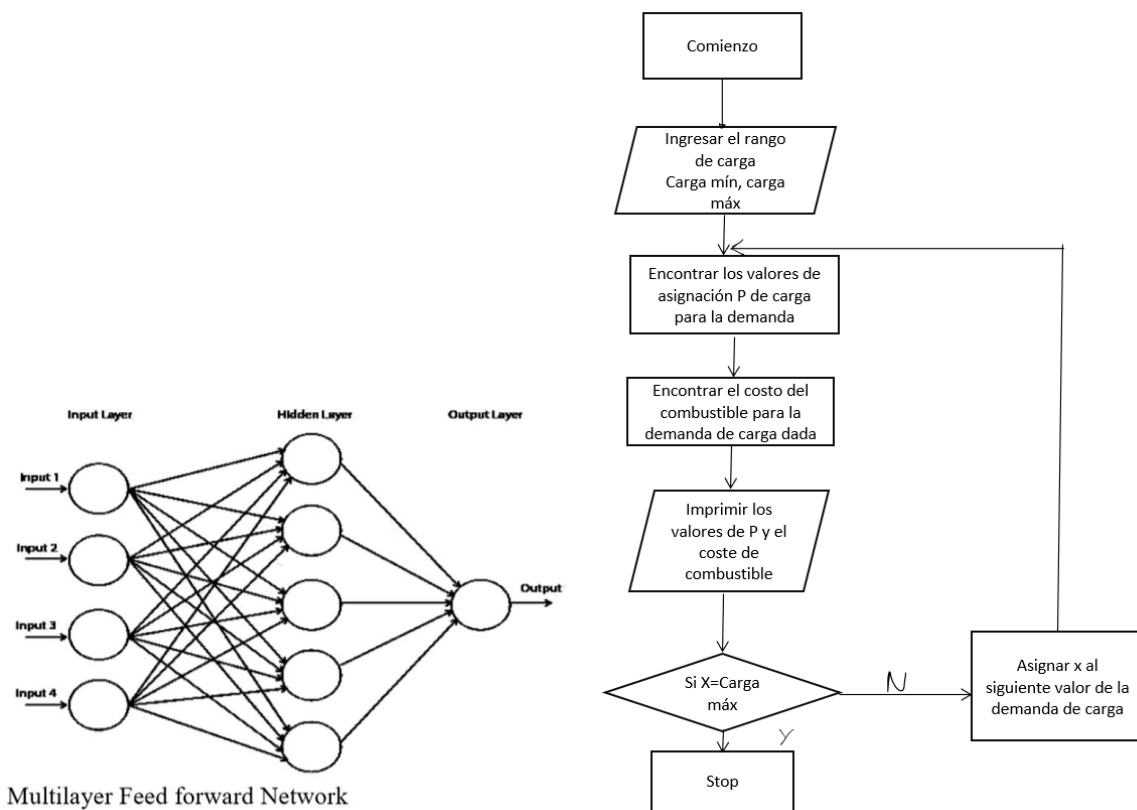 Input Layer
Hidden Layer
Output Layer
Input 1
Input 2
Input 3
Input 4
Output
Multilayer Feed forward Network
Comienzo
Ingresar el rango
de carga
Carga mín, carga
máx
Encontrar los valores de
asignación P de carga
para la demanda
Encontrar el costo del
combustible para la
demanda de carga dada
Imprimir los
valores de P y el
coste de
combustible
Si X=Carga
máx
N
Asignar x al
siguiente valor de la
demanda de carga
Y
Stop